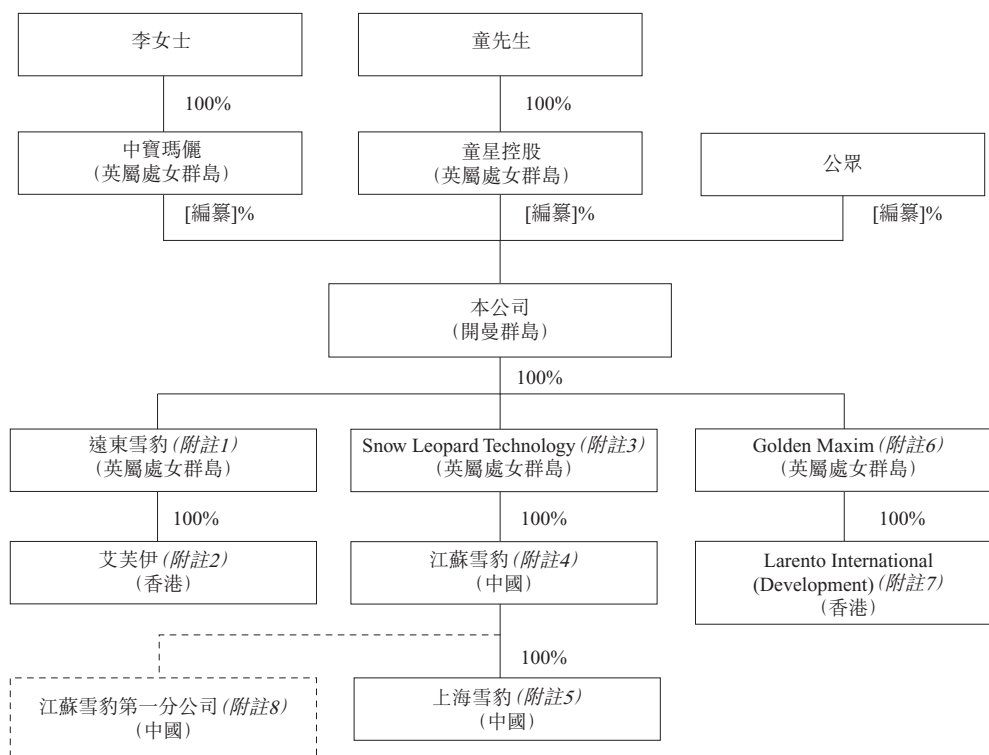 李女士
童先生
100%
100%
中寶瑪儷
(英屬處女群島)
童星控股
(英屬處女群島)
公眾
[編纂]%
[編纂]%
[編纂]%
本公司
(開曼群島)
100%
遠東雪豹(附註1)
(英屬處女群島)
Snow Leopard Technology (附註3)
(英屬處女群島)
Golden Maxim (附註6)
(英屬處女群島)
100%
100%
100%
艾芙伊(附註2)
(香港)
江蘇雪豹(附註4)
(中國)
Larento International
(Development) (附註7)
(香港)
100%
江蘇雪豹第一分公司(附註8)
(中國)
上海雪豹(附註5)
(中國)